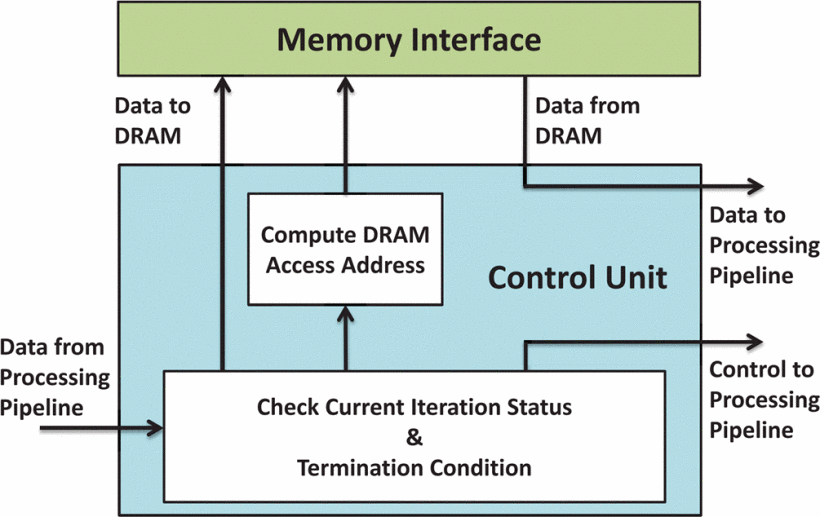 Memory Interface
Data to
DRAM
Data from
DRAM
Compute DRAM
Access Address
Control Unit
Data to
Processing
Pipeline
Data from
Processing
Pipeline
Control to
Processing
Pipeline
Check Current Iteration Status
&
Termination Condition